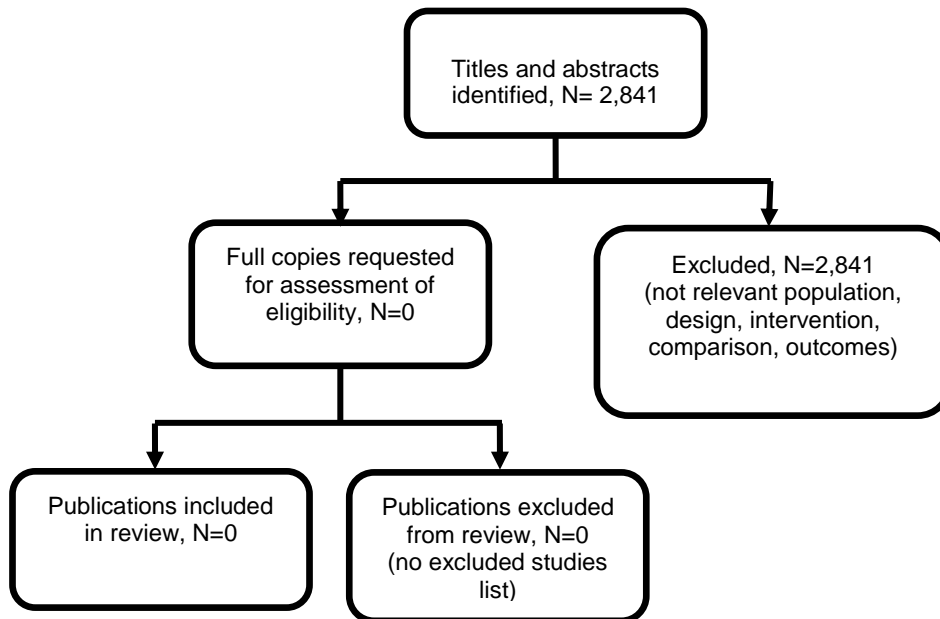 Titles and abstracts
identified, N= 2,841
Full copies requested
for assessment of
eligibility, N=0
Excluded, N=2,841
(not relevant population,
design, intervention,
comparison, outcomes)
Publications included
in review, N=0
Publications excluded
from review, N=0
(no excluded studies
list)